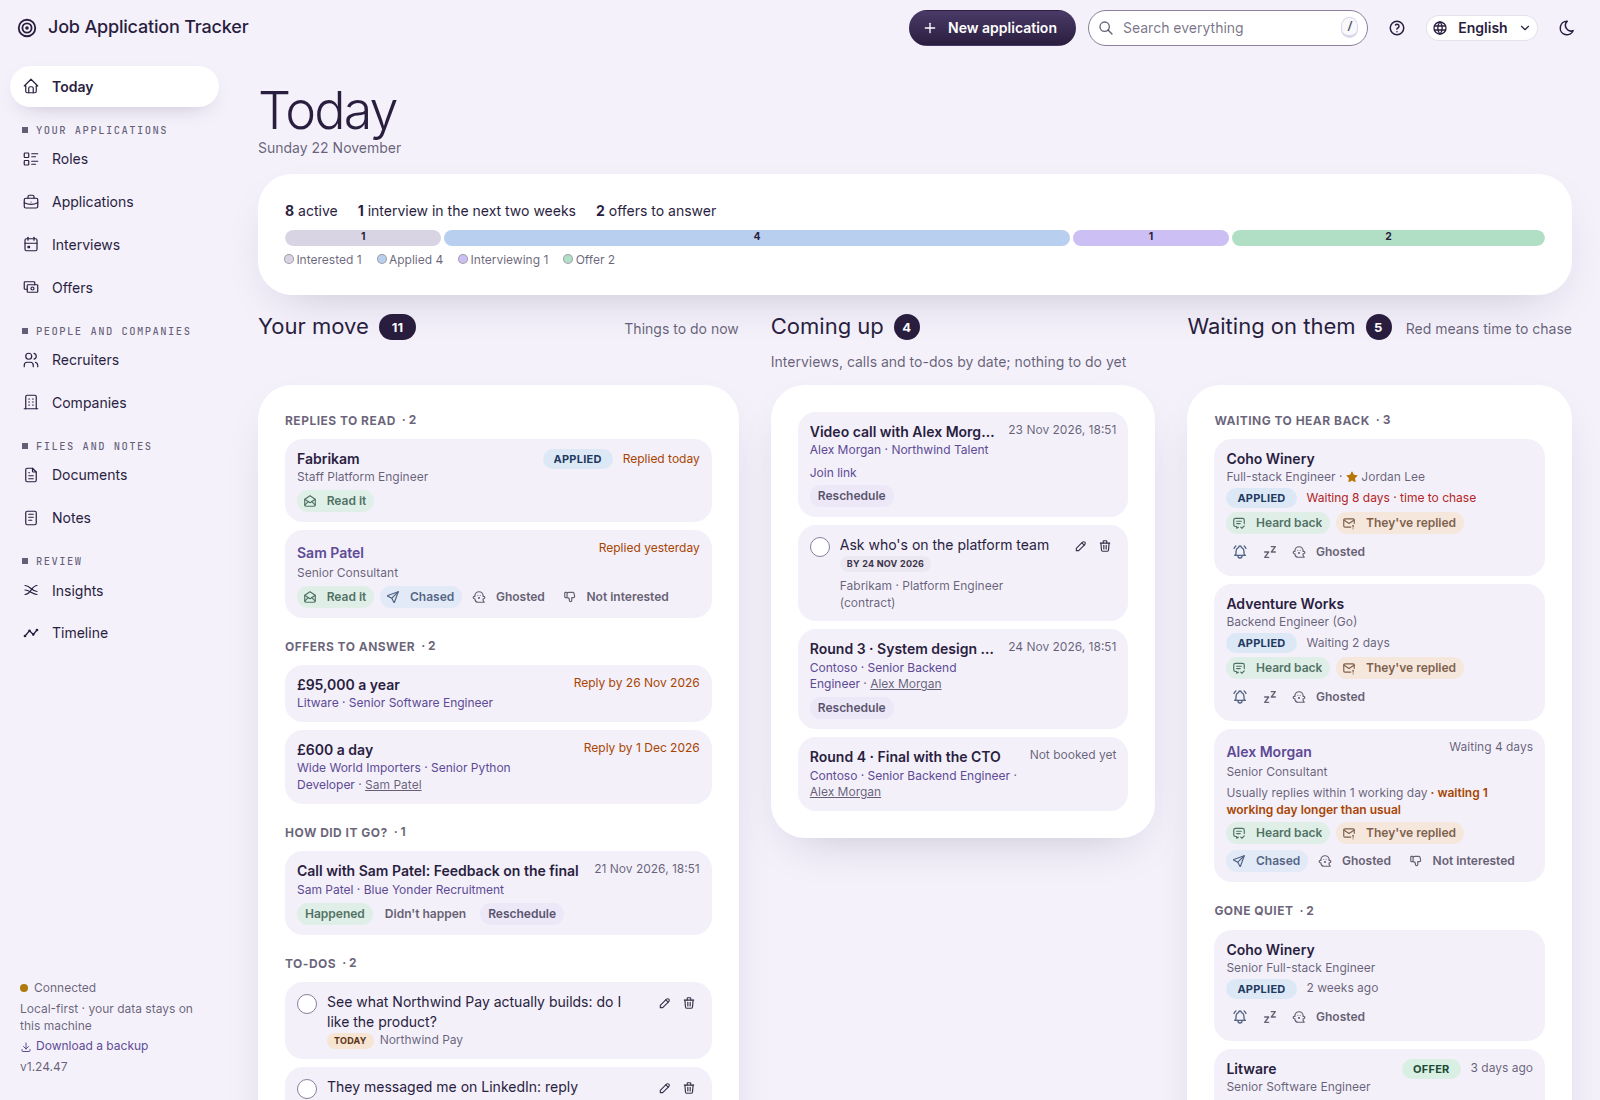 Job Application Tracker
New application
Search everything
/
English
Today
YOUR APPLICATIONS
Roles
Applications
Interviews
Offers
PEOPLE AND COMPANIES
Recruiters
Companies
FILES AND NOTES
Documents
Notes
REVIEW
Insights
Timeline
Connected
Local-first · your data stays on
this machine
Download a backup
v1.24.47
Today
Sunday 22 November
8 active 1 interview in the next two weeks 2 offers to answer
1 4 1 2
Interested 1 Applied 4 Interviewing 1 Offer 2
Your move 11 Things to do now
REPLIES TO READ · 2
Fabrikam APPLIED Replied today
Staff Platform Engineer
Read it
Sam Patel Replied yesterday
Senior Consultant
Read it Chased Ghosted Not interested
OFFERS TO ANSWER · 2
£95,000 a year Reply by 26 Nov 2026
Litware · Senior Software Engineer
£600 a day Reply by 1 Dec 2026
Wide World Importers · Senior Python
Developer · Sam Patel
HOW DID IT GO? · 1
Call with Sam Patel: Feedback on the final 21 Nov 2026, 18:51
Sam Patel · Blue Yonder Recruitment
Happened Didn't happen Reschedule
TO-DOS · 2
See what Northwind Pay actually builds: do I
like the product?
TODAY Northwind Pay
They messaged me on LinkedIn: reply
Coming up 4
Interviews, calls and to-dos by date; nothing to do yet
Video call with Alex Morg... 23 Nov 2026, 18:51
Alex Morgan · Northwind Talent
Join link
Reschedule
Ask who's on the platform team
BY 24 NOV 2026
Fabrikam · Platform Engineer
(contract)
Round 3 · System design ... 24 Nov 2026, 18:51
Contoso · Senior Backend
Engineer · Alex Morgan
Reschedule
Round 4 · Final with the CTO Not booked yet
Contoso · Senior Backend Engineer ·
Alex Morgan
Waiting on them 5 Red means time to chase
WAITING TO HEAR BACK · 3
Coho Winery
Full-stack Engineer · Jordan Lee
APPLIED Waiting 8 days · time to chase
Heard back They've replied
zZ Ghosted
Adventure Works
Backend Engineer (Go)
APPLIED Waiting 2 days
Heard back They've replied
zZ Ghosted
Alex Morgan Waiting 4 days
Senior Consultant
Usually replies within 1 working day · waiting 1
working day longer than usual
Heard back They've replied
Chased Ghosted Not interested
GONE QUIET · 2
Coho Winery
Senior Full-stack Engineer
APPLIED 2 weeks ago
zZ Ghosted
Litware OFFER 3 days ago
Senior Software Engineer